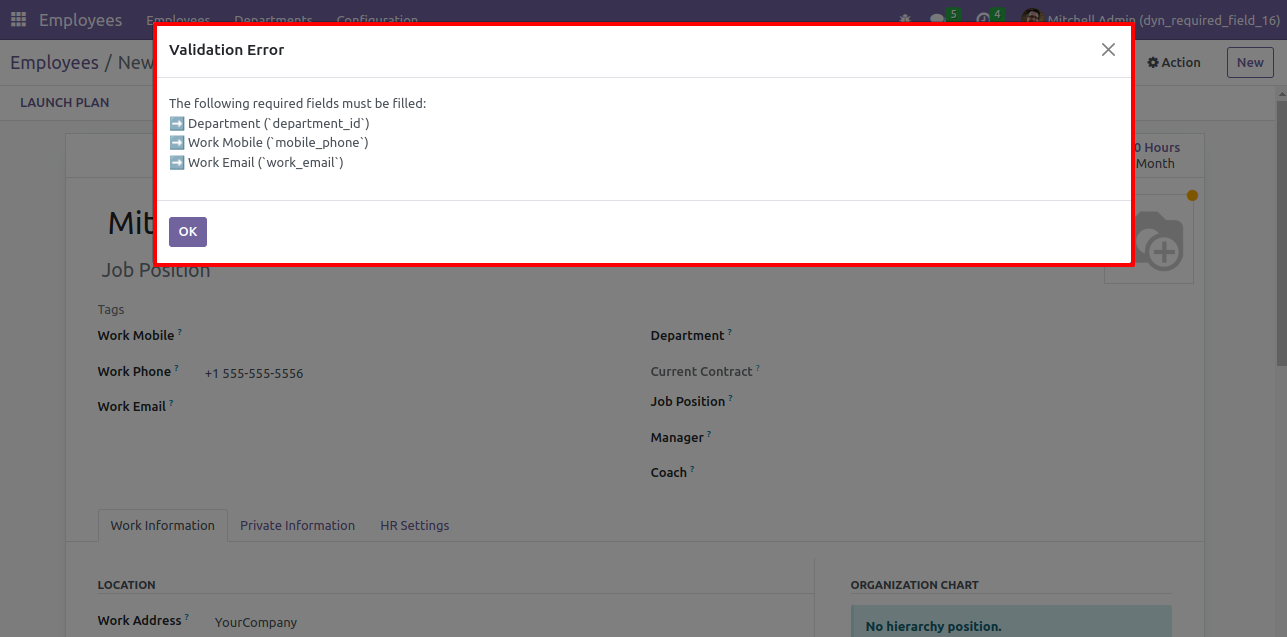 Employees Employees Departments Configuration 5 4 Mitchell Admin (dyn_required_field_16)
Employees / New
Action
New
LAUNCH PLAN
Validation Error
The following required fields must be filled:
➡️ Department (`department_id`)
➡️ Work Mobile (`mobile_phone`)
➡️ Work Email (`work_email`)
OK
0 Hours
Month
Mit
Job Position
Tags
Work Mobile ?
Work Phone ? +1 555-555-5556
Work Email ?
Department ?
Current Contract ?
Job Position ?
Manager ?
Coach ?
Work Information Private Information HR Settings
LOCATION
Work Address ? YourCompany
ORGANIZATION CHART
No hierarchy position.